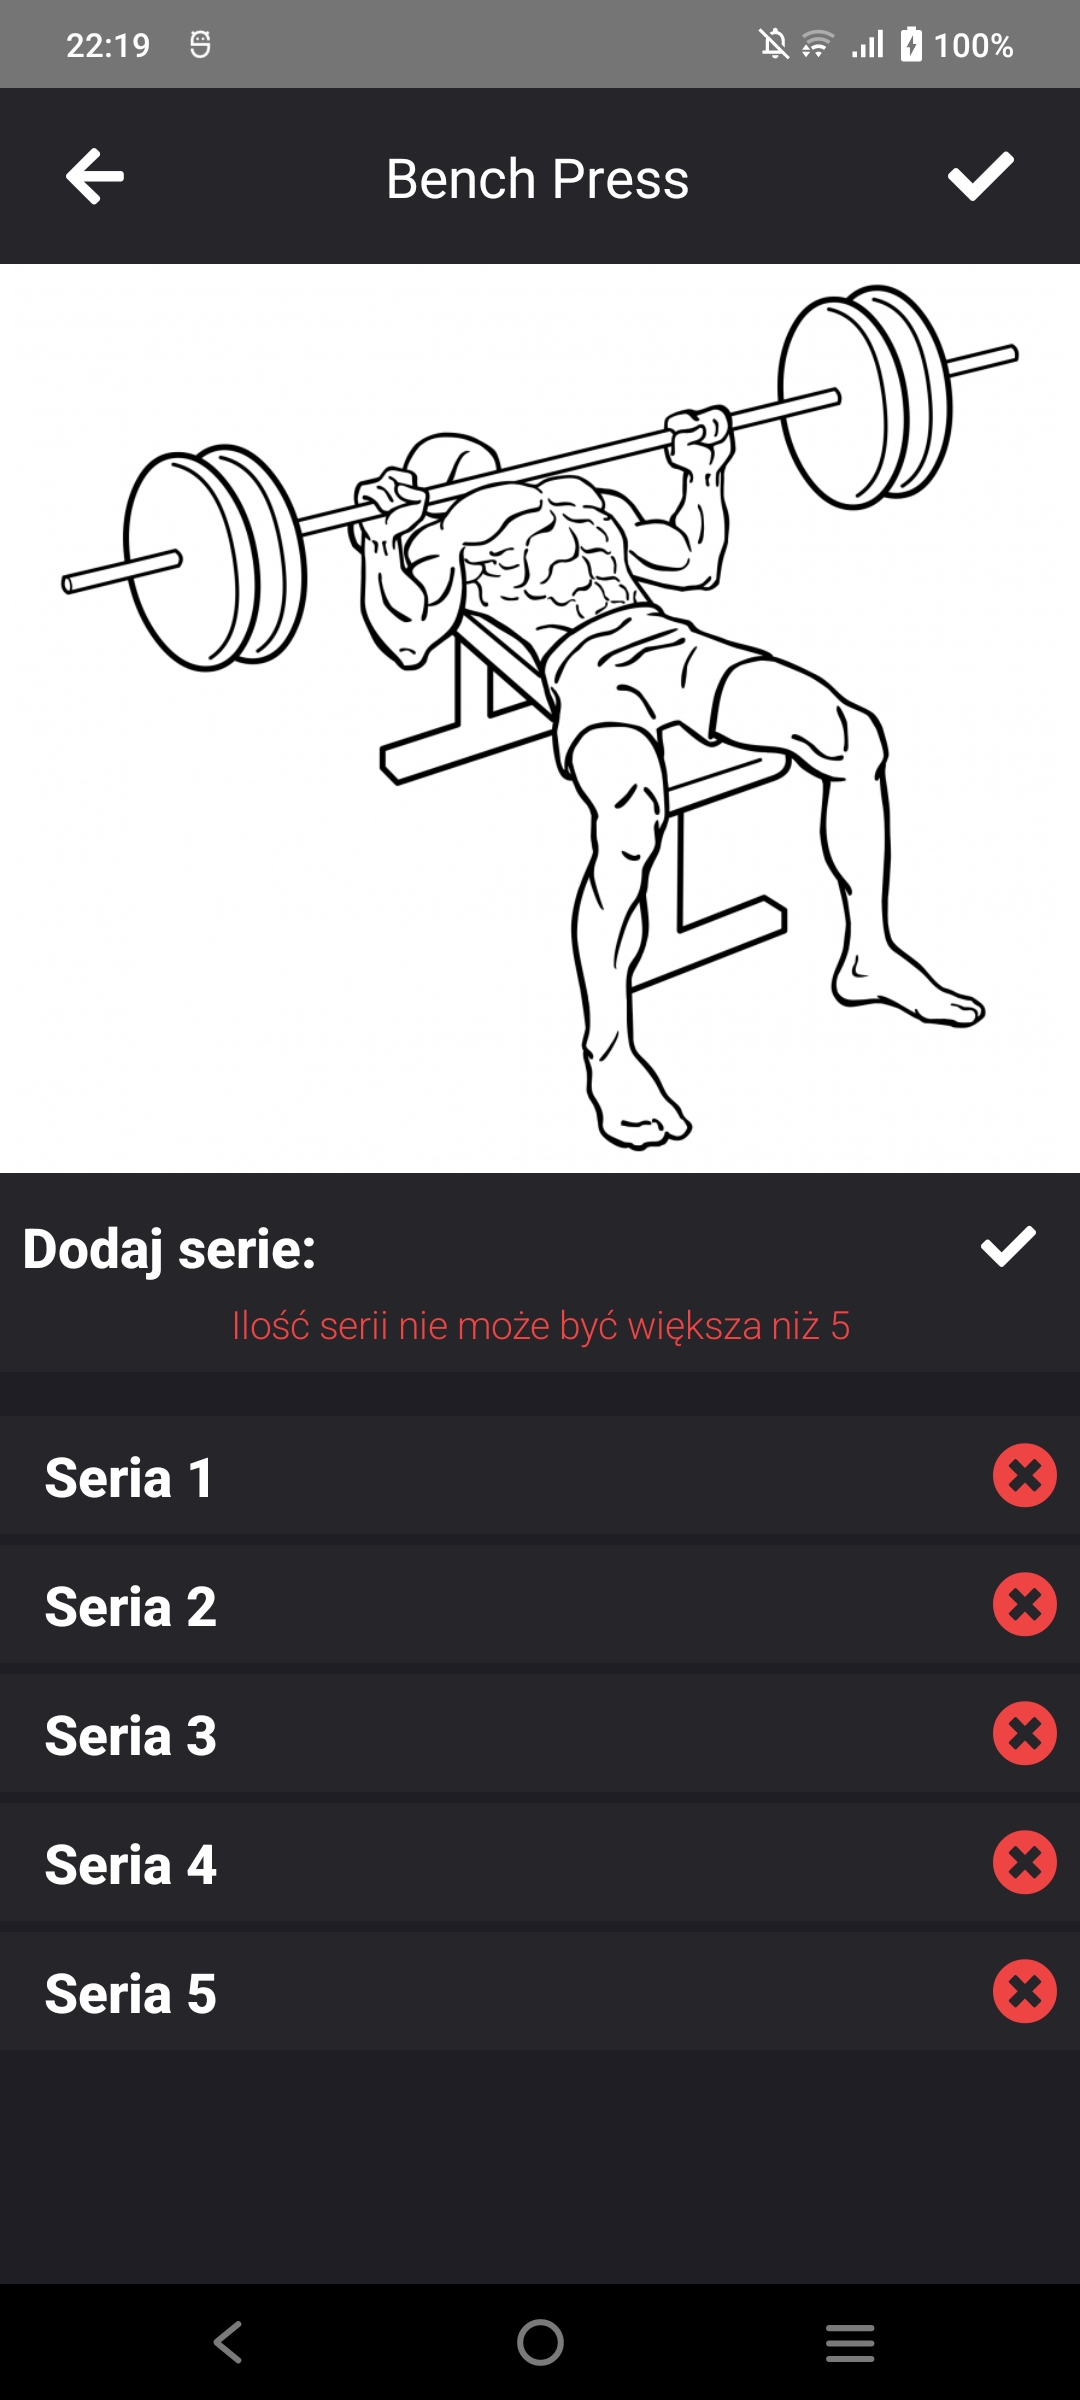 22:19
100%
Bench Press
Dodaj serie:
Ilość serii nie może być większa niż 5
Seria 1
Seria 2
Seria 3
Seria 4
Seria 5